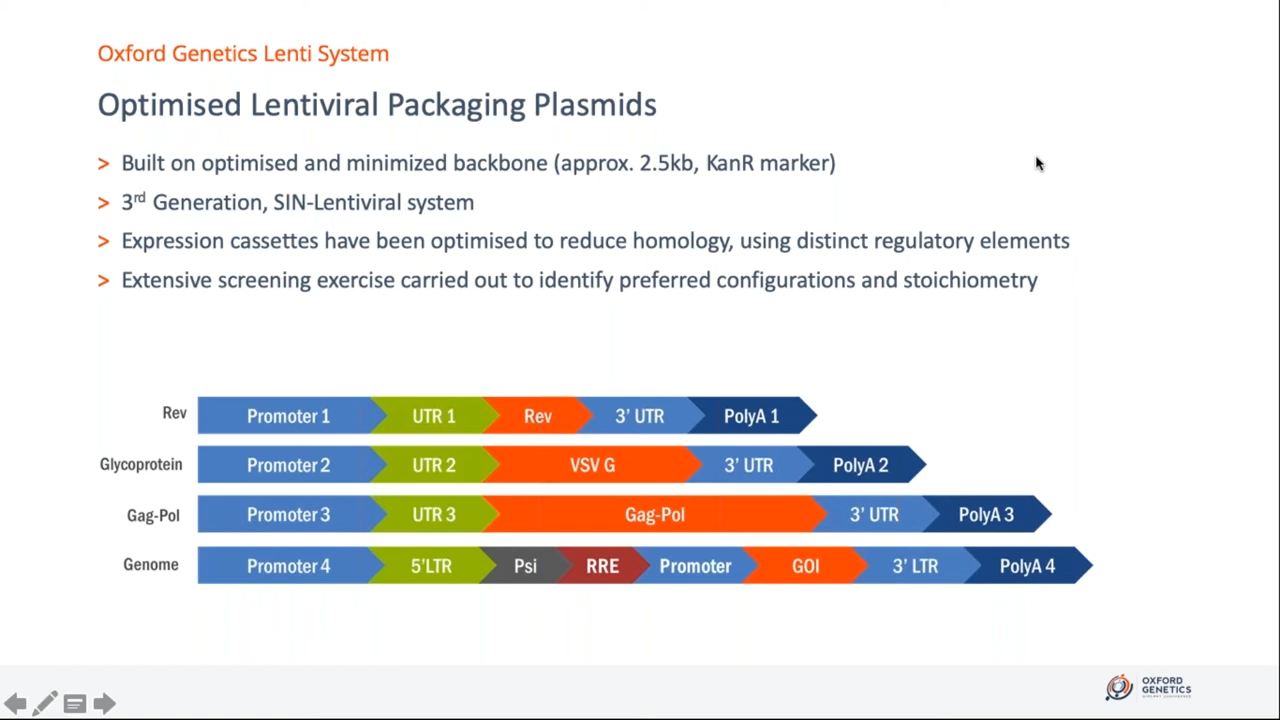 Oxford Genetics Lenti System
Optimised Lentiviral Packaging Plasmids
> Built on optimised and minimized backbone (approx. 2.5kb, KanR marker)
> 3rd Generation, SIN-Lentiviral system
> Expression cassettes have been optimised to reduce homology, using distinct regulatory elements
> Extensive screening exercise carried out to identify preferred configurations and stoichiometry
Rev Promoter 1 UTR 1 Rev 3’ UTR PolyA 1
Glycoprotein Promoter 2 UTR 2 VSV G 3’ UTR PolyA 2
Gag-Pol Promoter 3 UTR 3 Gag-Pol 3’ UTR PolyA 3
Genome Promoter 4 5’LTR Psi RRE Promoter GOI 3’ LTR PolyA 4
OXFORD
GENETICS